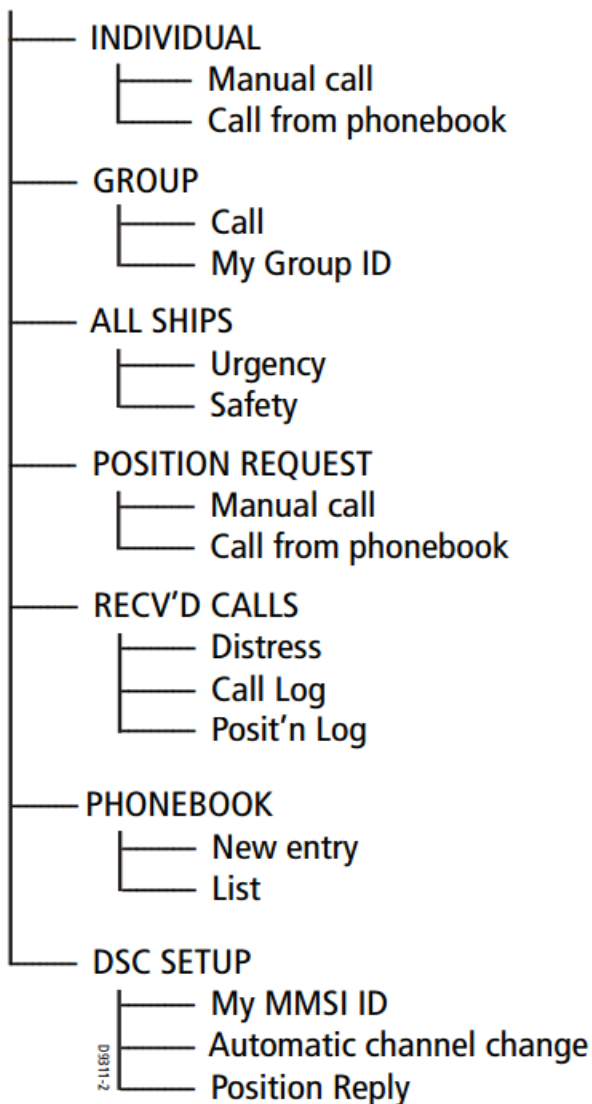 INDIVIDUAL
Manual call
Call from phonebook
GROUP
Call
My Group ID
ALL SHIPS
Urgency
Safety
POSITION REQUEST
Manual call
Call from phonebook
RECV'D CALLS
Distress
Call Log
Posit'n Log
PHONEBOOK
New entry
List
DSC SETUP
My MMSI ID
Automatic channel change
Position Reply
D9311-2